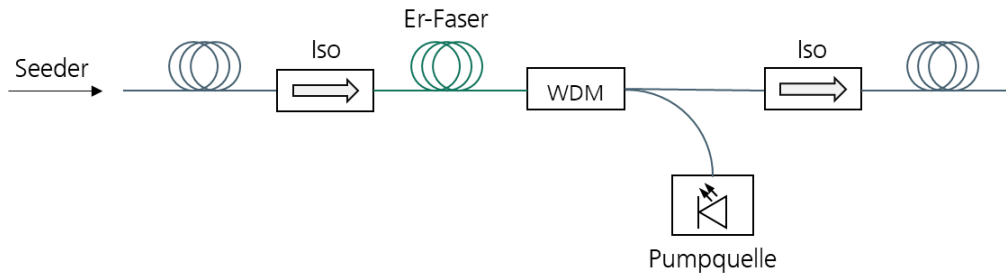 Er-Faser
Iso
Iso
Seeder
WDM
Pumpquelle